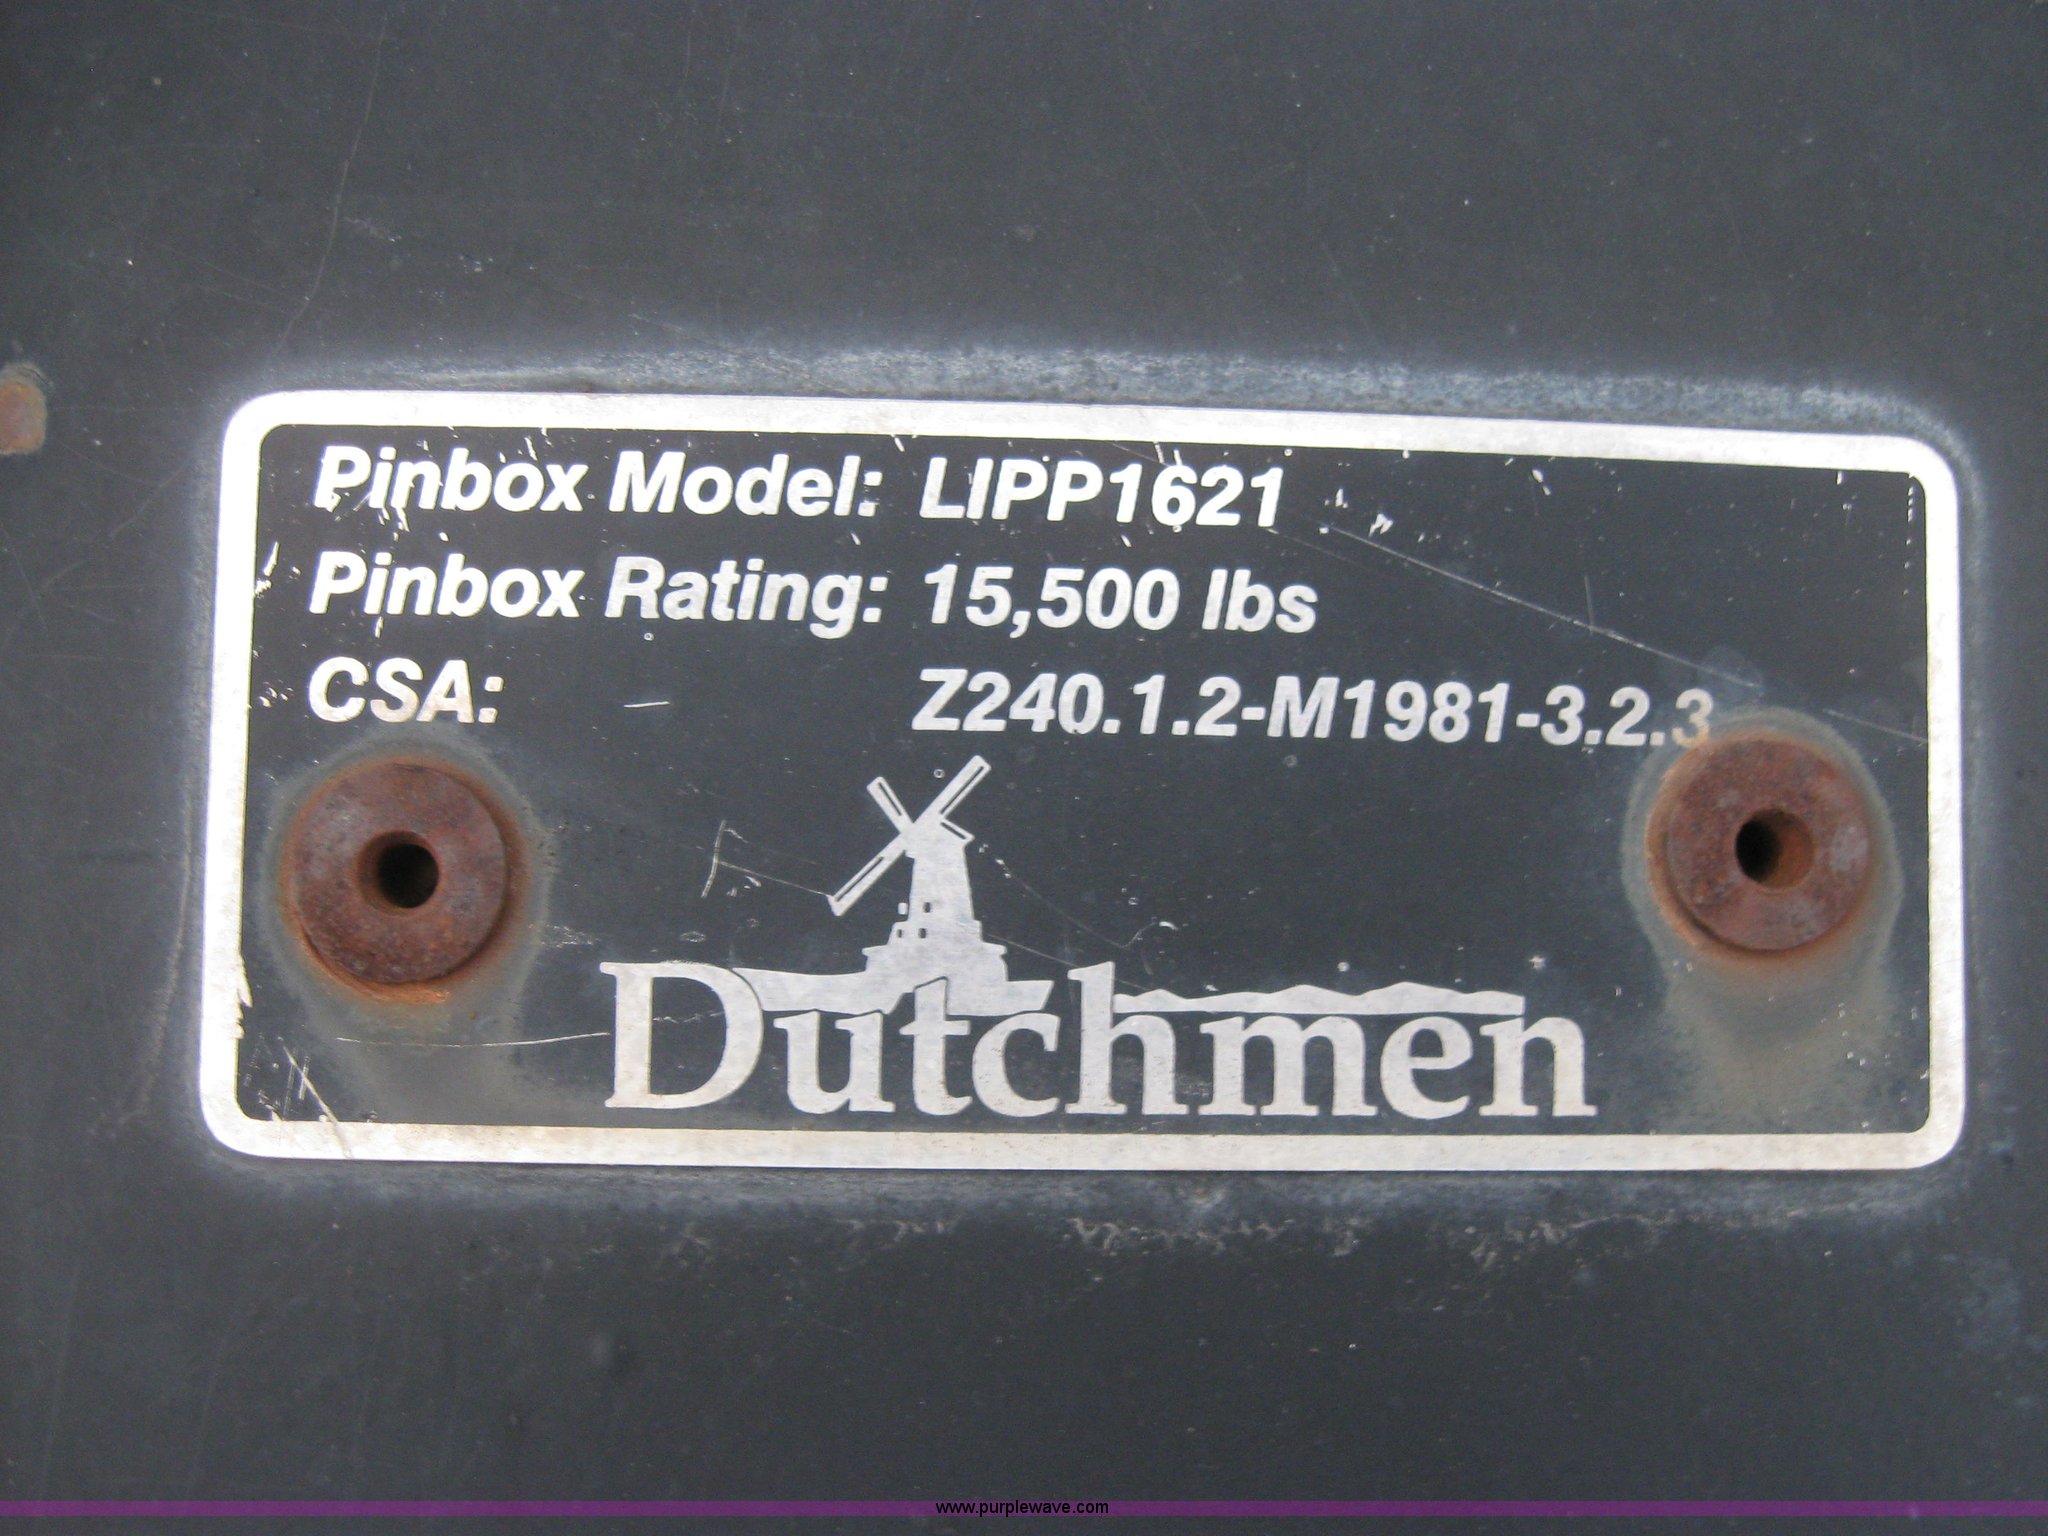 Pinbox Model: LIPP1621
Pinbox Rating: 15,500 lbs
CSA: Z240.1.2-M1981-3.2.3
Dutchmen
www.purplewave.com